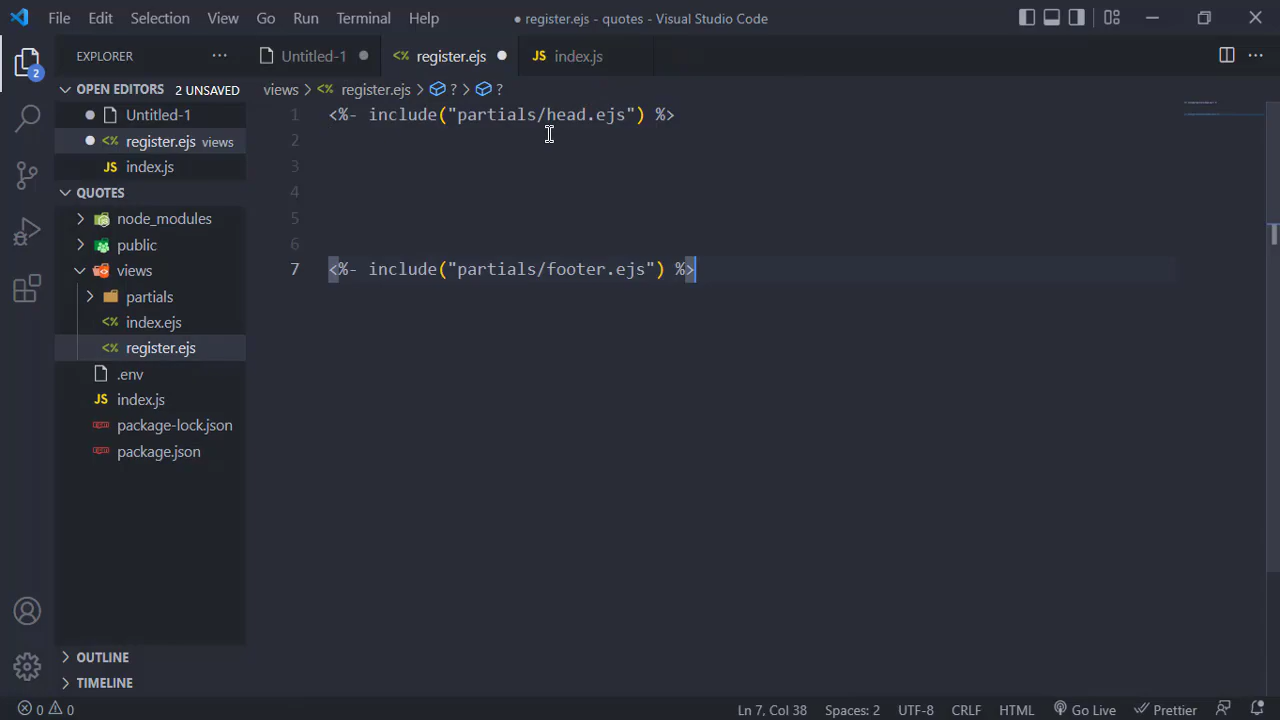 File Edit Selection View Go Run Terminal Help
● register.ejs - quotes - Visual Studio Code
EXPLORER
Untitled-1
<% register.ejs
JS index.js
2
OPEN EDITORS 2 UNSAVED
Untitled-1
<% register.ejs views
JS index.js
QUOTES
node_modules
public
views
partials
<% index.ejs
<% register.ejs
.env
JS index.js
package-lock.json
package.json
OUTLINE
TIMELINE
views > <% register.ejs > ? > ?
1 <%- include("partials/head.ejs") %>
2
3
4
5
6
7 <%- include("partials/footer.ejs") %>
0 0
Ln 7, Col 38 Spaces: 2 UTF-8 CRLF HTML Go Live Prettier